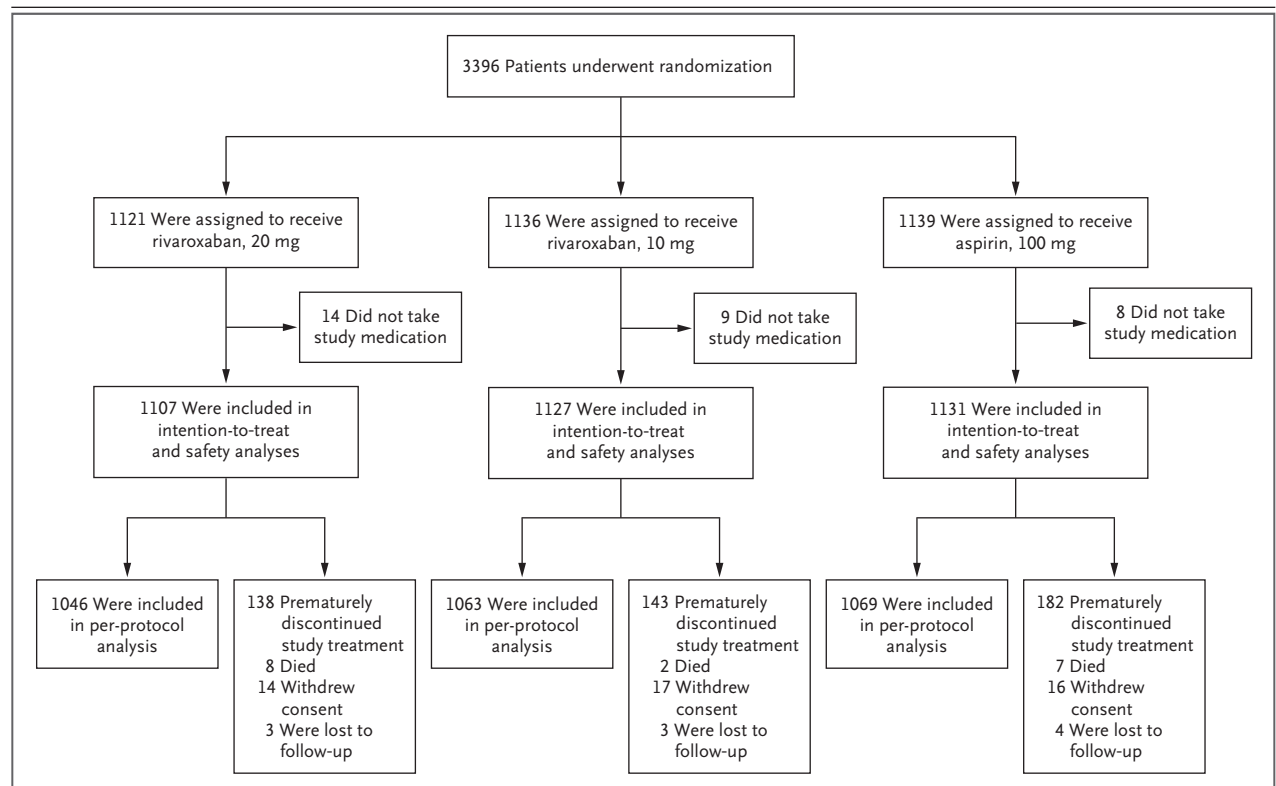 3396 Patients underwent randomization
1121 Were assigned to receive
rivaroxaban, 20 mg
1136 Were assigned to receive
rivaroxaban, 10 mg
1139 Were assigned to receive
aspirin, 100 mg
14 Did not take
study medication
9 Did not take
study medication
8 Did not take
study medication
1107 Were included in
intention-to-treat
and safety analyses
1127 Were included in
intention-to-treat
and safety analyses
1131 Were included in
intention-to-treat
and safety analyses
1046 Were included
in per-protocol
analysis
138 Prematurely
discontinued
study treatment
8 Died
14 Withdrew
consent
3 Were lost to
follow-up
1063 Were included
in per-protocol
analysis
143 Prematurely
discontinued
study treatment
2 Died
17 Withdrew
consent
3 Were lost to
follow-up
1069 Were included
in per-protocol
analysis
182 Prematurely
discontinued
study treatment
7 Died
16 Withdrew
consent
4 Were lost to
follow-up